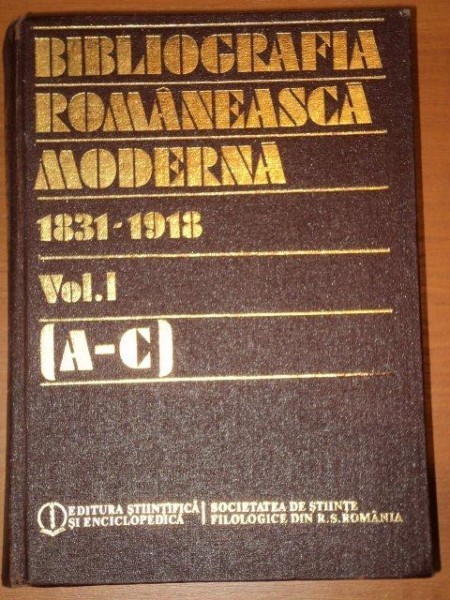 BIBLIOGRAFIA
ROMÂNEASCĂ
MODERNĂ
1831-1918
Vol.I
(A-C)
EDITURA ŞTIINŢIFICĂ
ŞI ENCICLOPEDICĂ
SOCIETATEA DE ŞTIINŢE
FILOLOGICE DIN R.S.ROMÂNIA